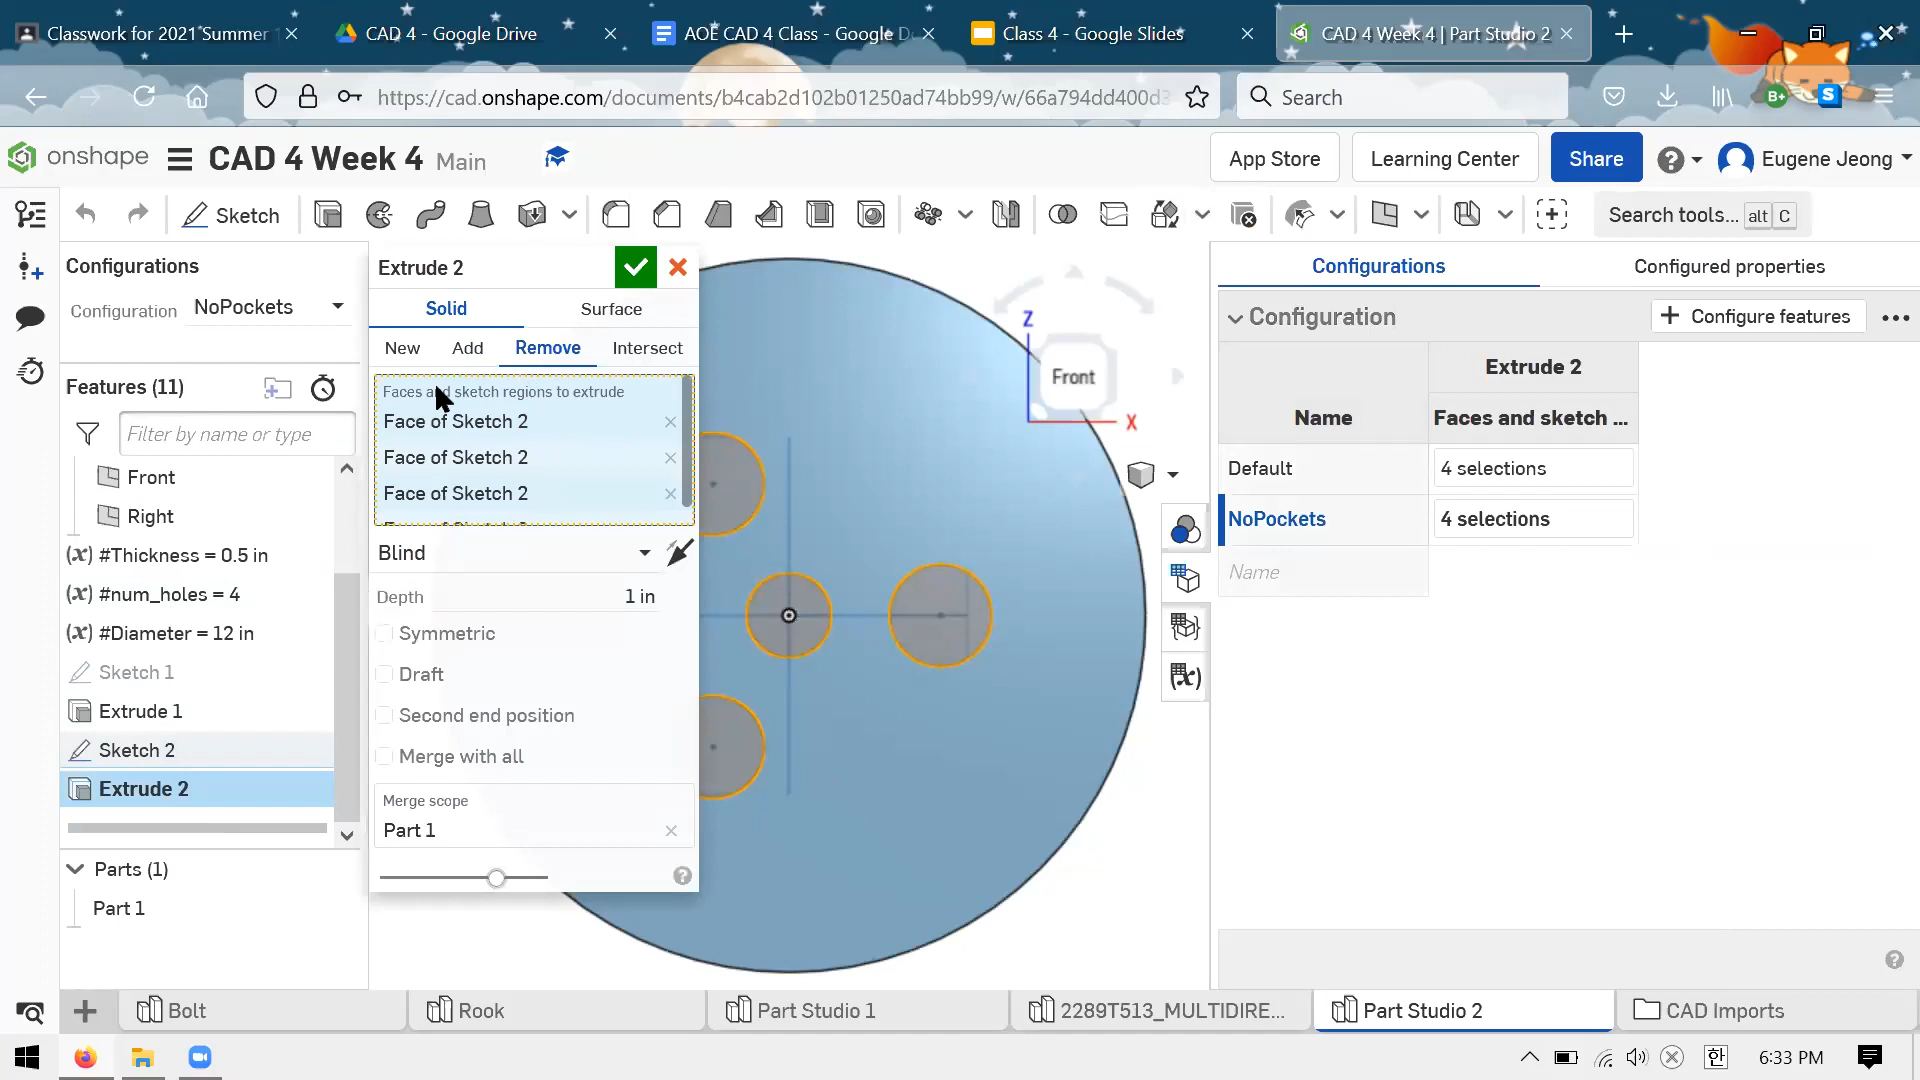 Classwork for 2021 Summer
CAD 4 - Google Drive
AOE CAD 4 Class - Google D
Class 4 - Google Slides
CAD 4 Week 4 | Part Studio 2
https://cad.onshape.com/documents/b4cab2d102b01250ad74bb99/w/66a794dd400d3
Search
B+
S
onshape
CAD 4 Week 4 Main
App Store
Learning Center
Share
Eugene Jeong
Sketch
Search tools... alt C
Configurations
Configuration NoPockets
Features (11)
Filter by name or type
Front
Right
(x) #Thickness = 0.5 in
(x) #num_holes = 4
(x) #Diameter = 12 in
Sketch 1
Extrude 1
Sketch 2
Extrude 2
Parts (1)
Part 1
Extrude 2
Solid
Surface
New
Add
Remove
Intersect
Faces and sketch regions to extrude
Face of Sketch 2
Face of Sketch 2
Face of Sketch 2
Blind
Depth 1 in
Symmetric
Draft
Second end position
Merge with all
Merge scope
Part 1
Z
Front
X
(x)
Configurations
Configured properties
Configuration
+ Configure features
Extrude 2
Name
Faces and sketch ...
Default 4 selections
NoPockets 4 selections
Name
Bolt
Rook
Part Studio 1
2289T513_MULTIDIRE...
Part Studio 2
CAD Imports
한
6:33 PM